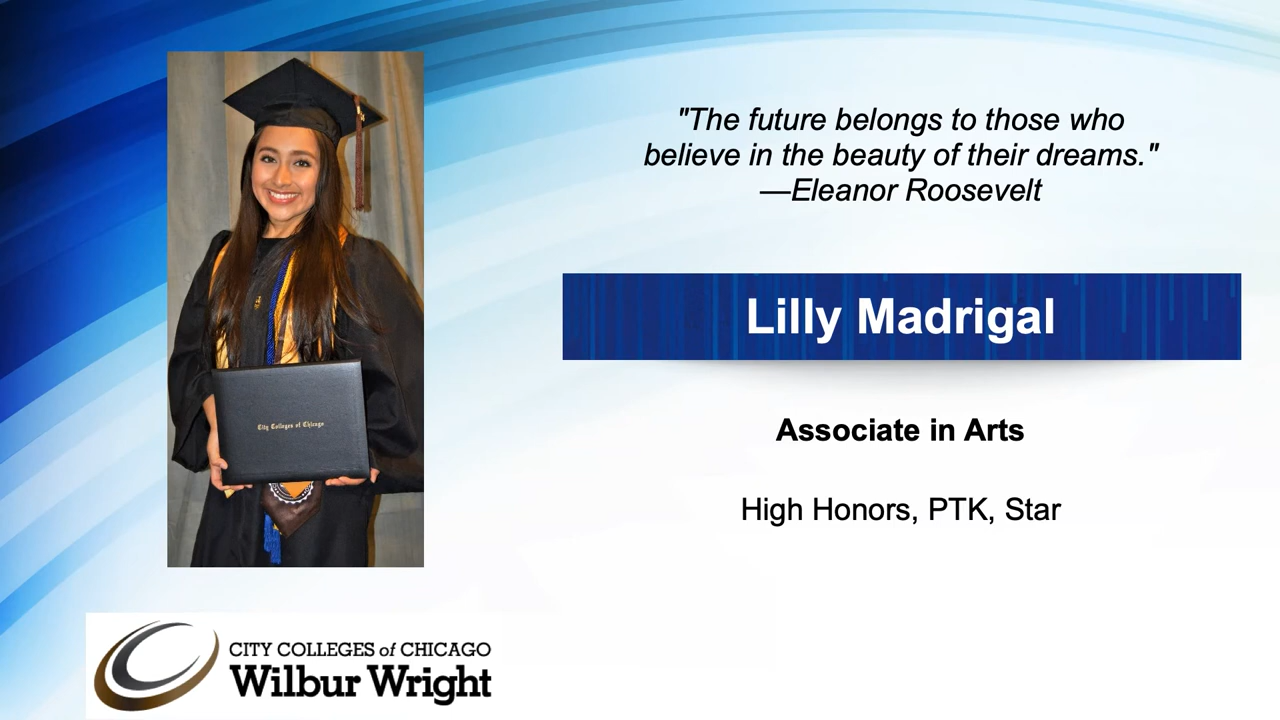 "The future belongs to those who
believe in the beauty of their dreams."
—Eleanor Roosevelt
Lilly Madrigal
Associate in Arts
High Honors, PTK, Star
City Colleges of Chicago
CITY COLLEGES of CHICAGO
Wilbur Wright